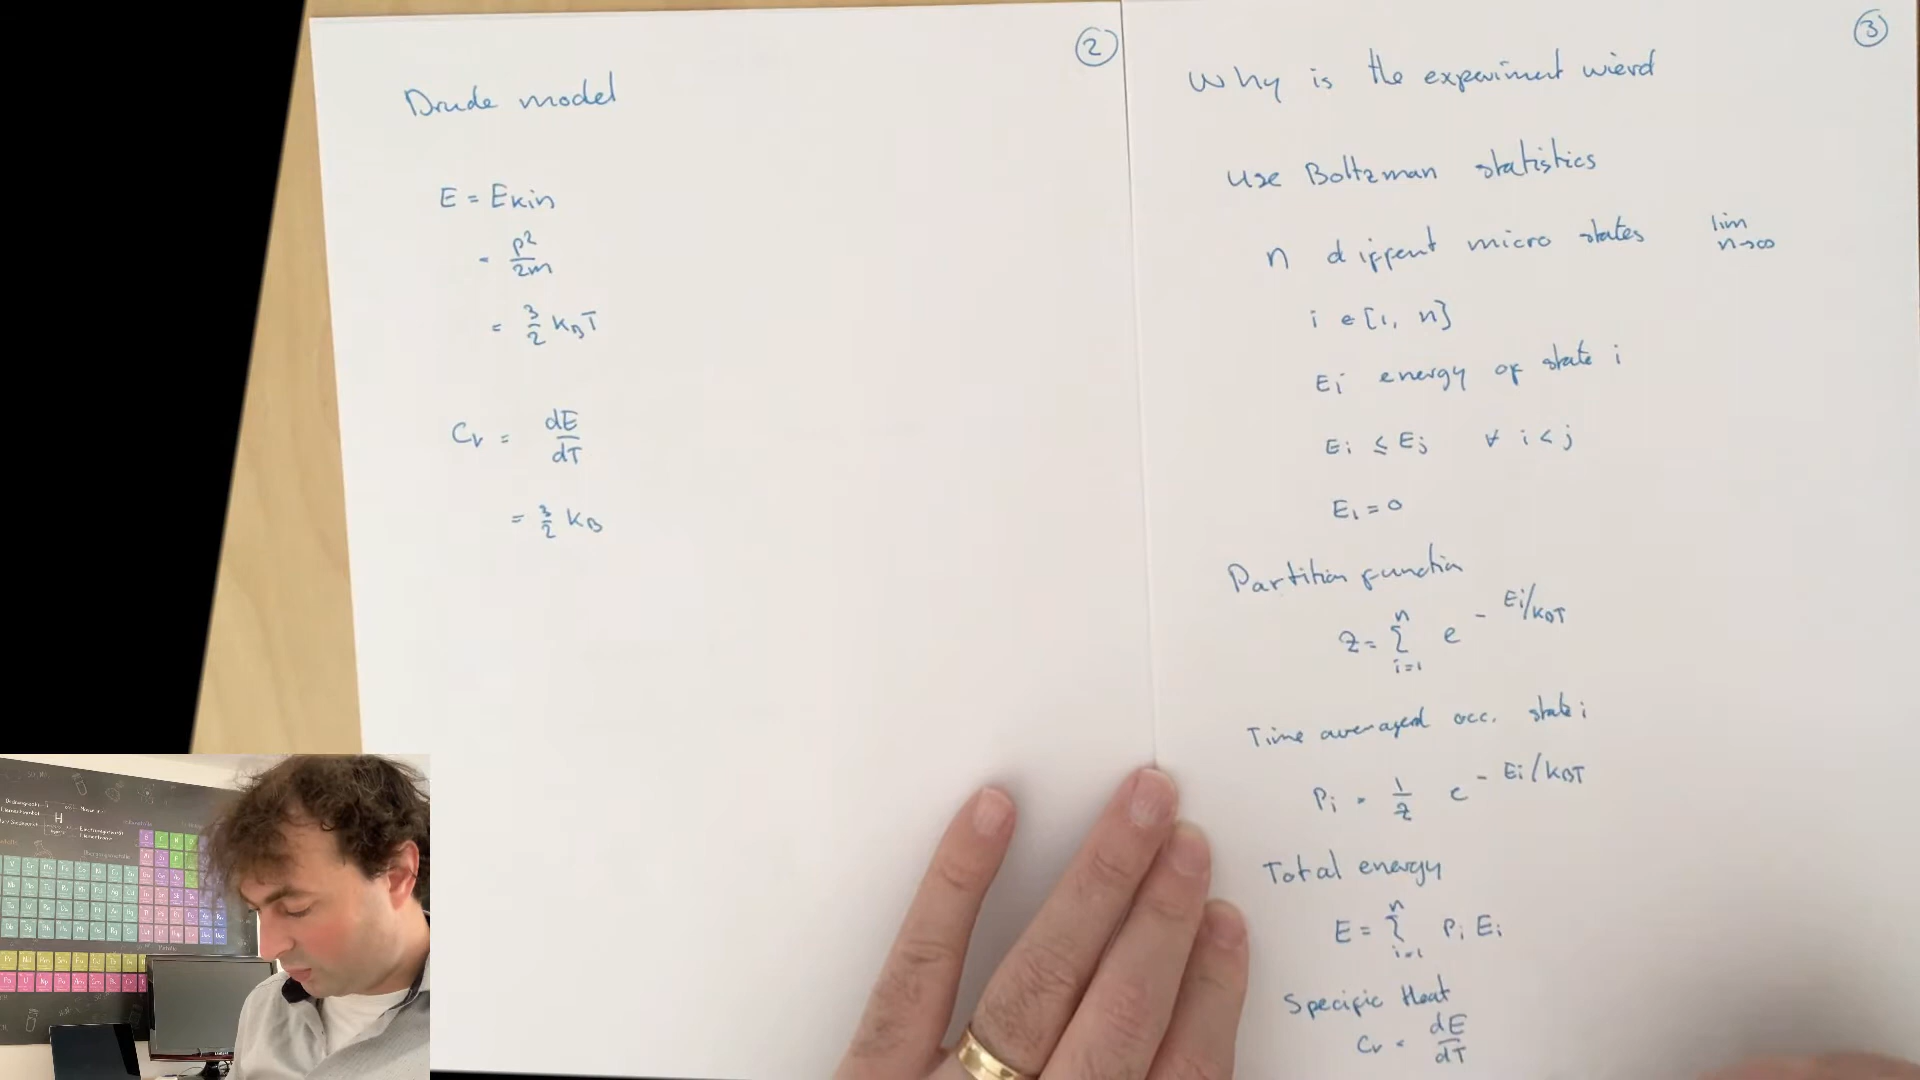 2
Drude model
E = Ekin
= p²/2m
= 3/2 kBT
Cv = dE/dT
= 3/2 kB
3
Why is the experiment wierd
Use Boltzman statistics
n diffent micro states lim n→∞
i ∈ [1, n]
Ei energy of state i
Ei ≤ Ej ∀ i < j
E1 = 0
Partition function
Z = Σ i=1 n e - Ei/kBT
Time averaged occ. state i
Pi = 1/Z e - Ei/kBT
Total energy
E = Σ i=1 n Pi Ei
Specific Heat
Cv = dE/dT
H